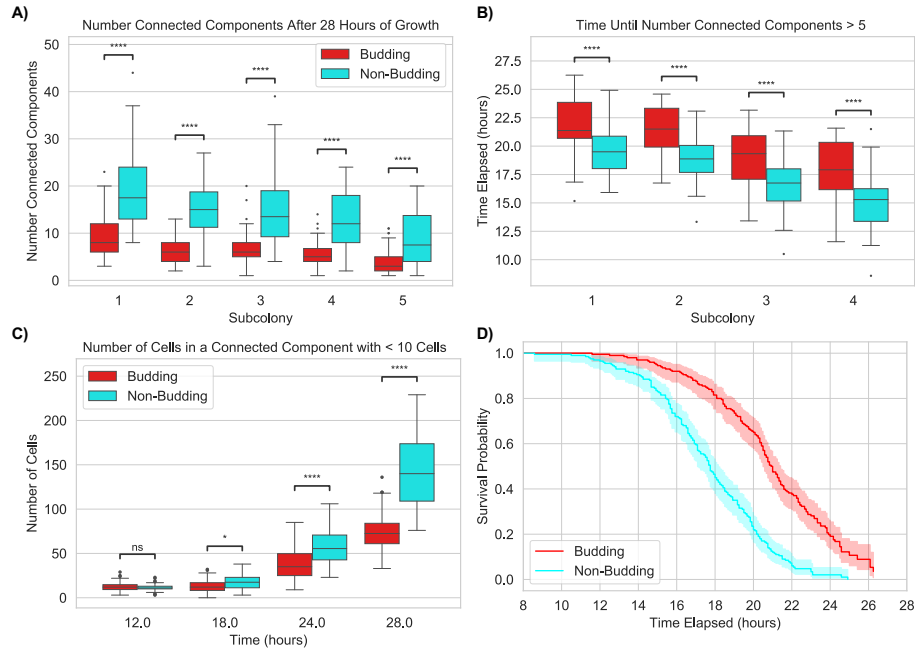 A)
Number Connected Components After 28 Hours of Growth
Number Connected Components
50
40
30
20
10
0
****
****
****
****
****
Budding
Non-Budding
1
2
3
4
5
Subcolony
B)
Time Until Number Connected Components > 5
Time Elapsed (hours)
27.5
25.0
22.5
20.0
17.5
15.0
12.5
10.0
****
****
****
****
1
2
3
4
Subcolony
C)
Number of Cells in a Connected Component with < 10 Cells
Number of Cells
250
200
150
100
50
0
Budding
Non-Budding
ns
*
****
****
12.0
18.0
24.0
28.0
Time (hours)
D)
Survival Probability
1.0
0.8
0.6
0.4
0.2
0.0
Budding
Non-Budding
8
10
12
14
16
18
20
22
24
26
28
Time Elapsed (hours)